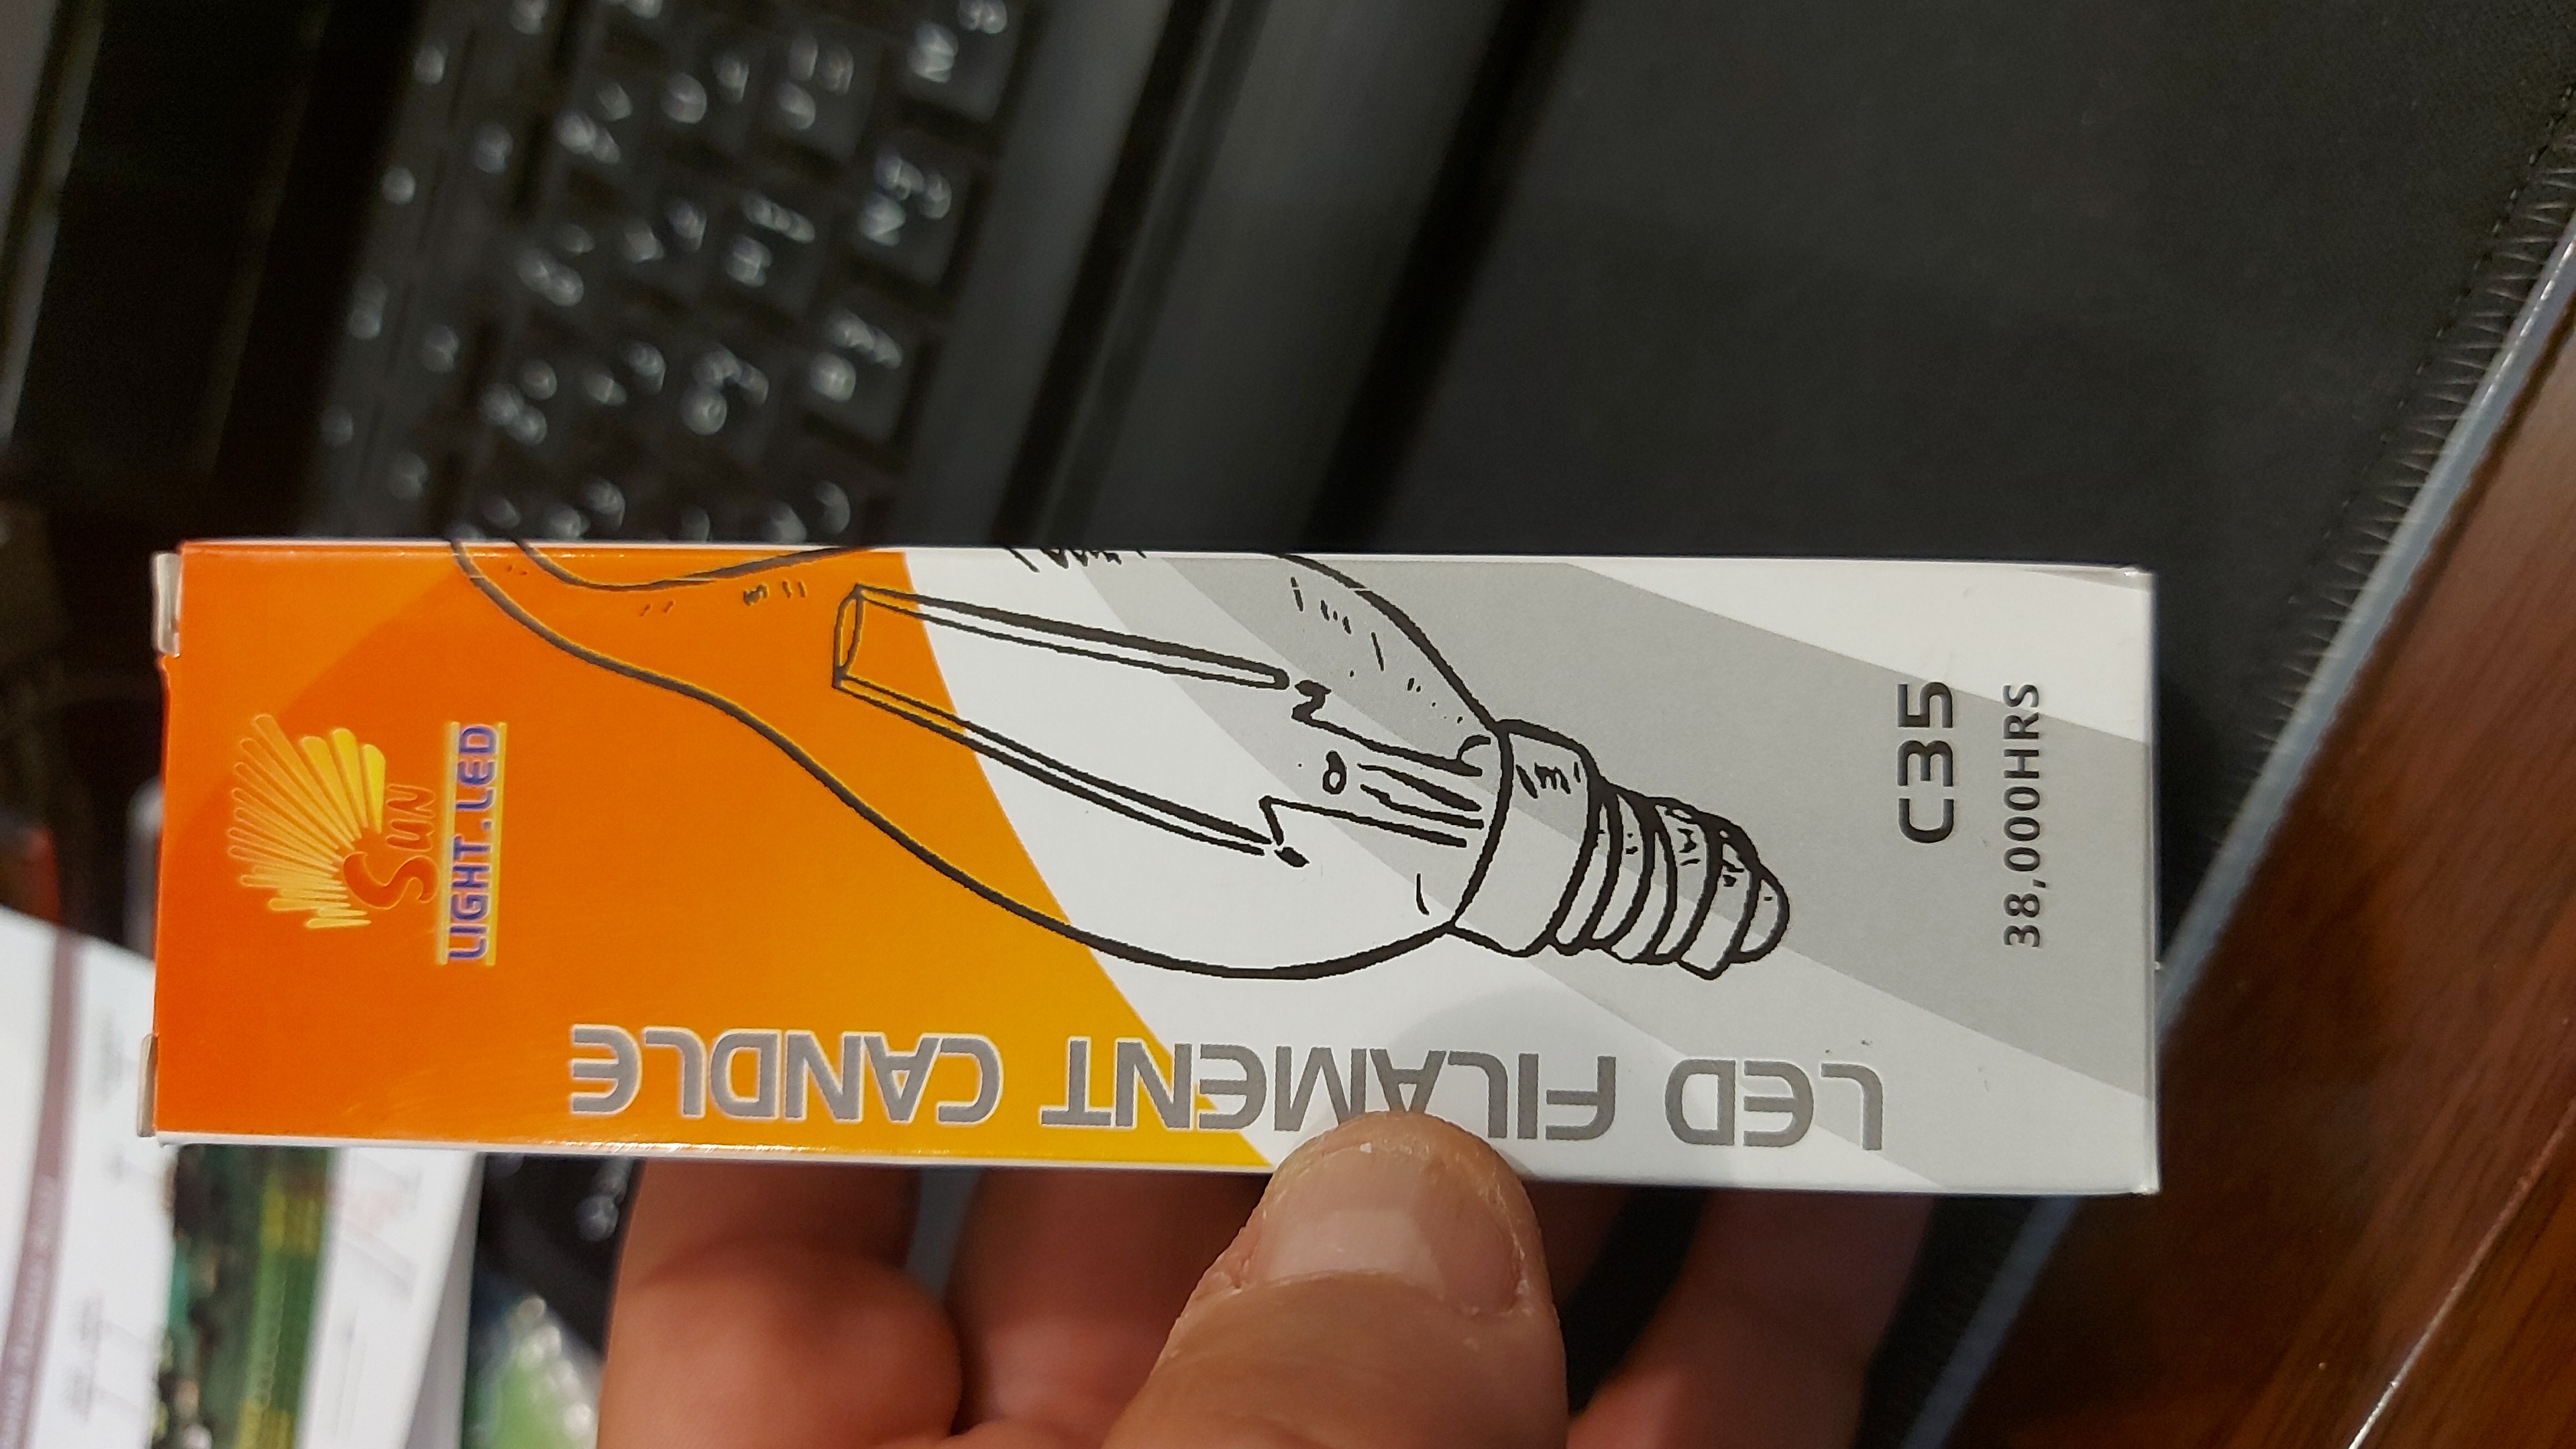 SUN
LIGHT.LED
LED FILAMENT CANDLE
C35
38,000HRS